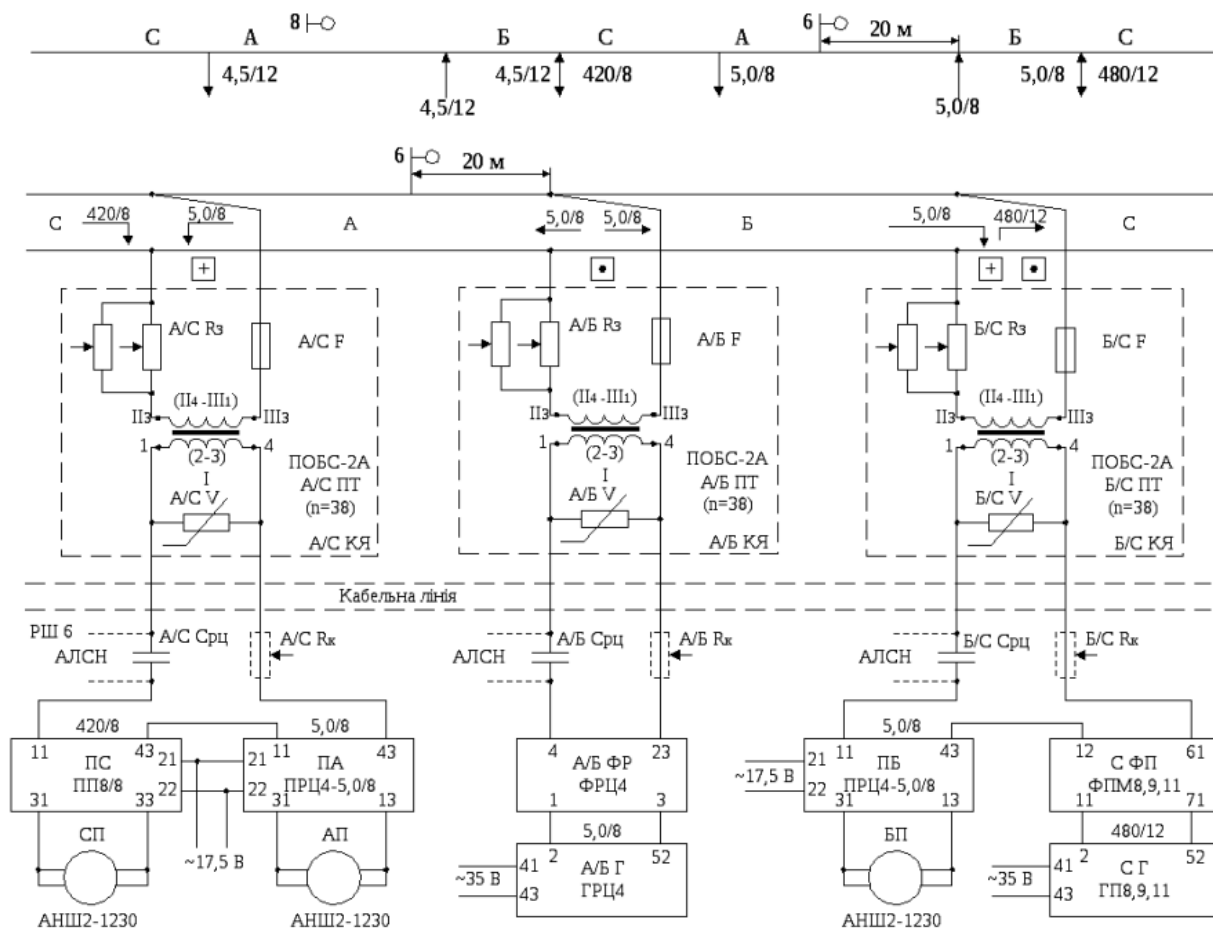 8
6
С А Б С А 20 м Б С
4,5/12 4,5/12 420/8 5,0/8 5,0/8 480/12
4,5/12 5,0/8
6
20 м
С 420/8 5,0/8 А 5,0/8 5,0/8 Б 5,0/8 480/12 С
+ • + •
А/С Rз А/С F А/Б Rз А/Б F Б/С Rз Б/С F
(II4 -III1) (II4 -III1) (II4 -III1)
II3 III3 II3 III3 II3 III3
1 4 1 4 1 4
(2-3) (2-3) (2-3)
ПОБС-2А ПОБС-2А ПОБС-2А
I I I
А/С ПТ А/Б ПТ Б/С ПТ
А/С V А/Б V Б/С V
(n=38) (n=38) (n=38)
А/С КЯ А/Б КЯ Б/С КЯ
Кабельна лінія
РШ 6 А/С Cрц А/С Rк А/Б Cрц А/Б Rк Б/С Cрц Б/С Rк
АЛСН АЛСН АЛСН
420/8 5,0/8 5,0/8
11 43 11 43 4 23 11 43 12 61
21 21 21
ПС ПА А/Б ФР ПБ С ФП
~17,5 В
ПП8/8 ПРЦ4-5,0/8 ФРЦ4 ПРЦ4-5,0/8 ФПМ8,9,11
22 22 22
31 33 31 13 1 3 31 13 11 71
СП АП 5,0/8 БП 480/12
~17,5 В
2 52 2 52
41 41
А/Б Г С Г
~35 В ~35 В
ГРЦ4 ГП8,9,11
43 43
АНШ2-1230 АНШ2-1230 АНШ2-1230